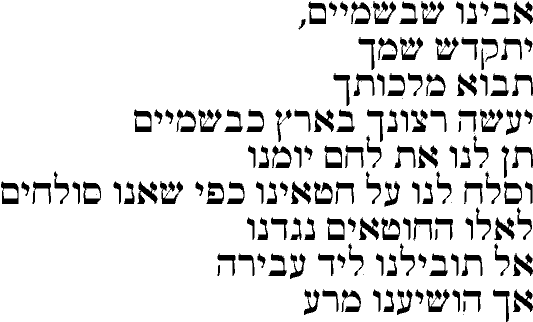 אבינו שבשמיים,
יתקדש שמך
תבוא מלכותך
יעשה רצונך בארץ כבשמיים
תן לנו את לחם יומנו
וסלח לנו על חטאינו כפי שאנו סולחים
לאלו החוטאים נגדנו
אל תובילנו ליד עבירה
אך הושיענו מרע